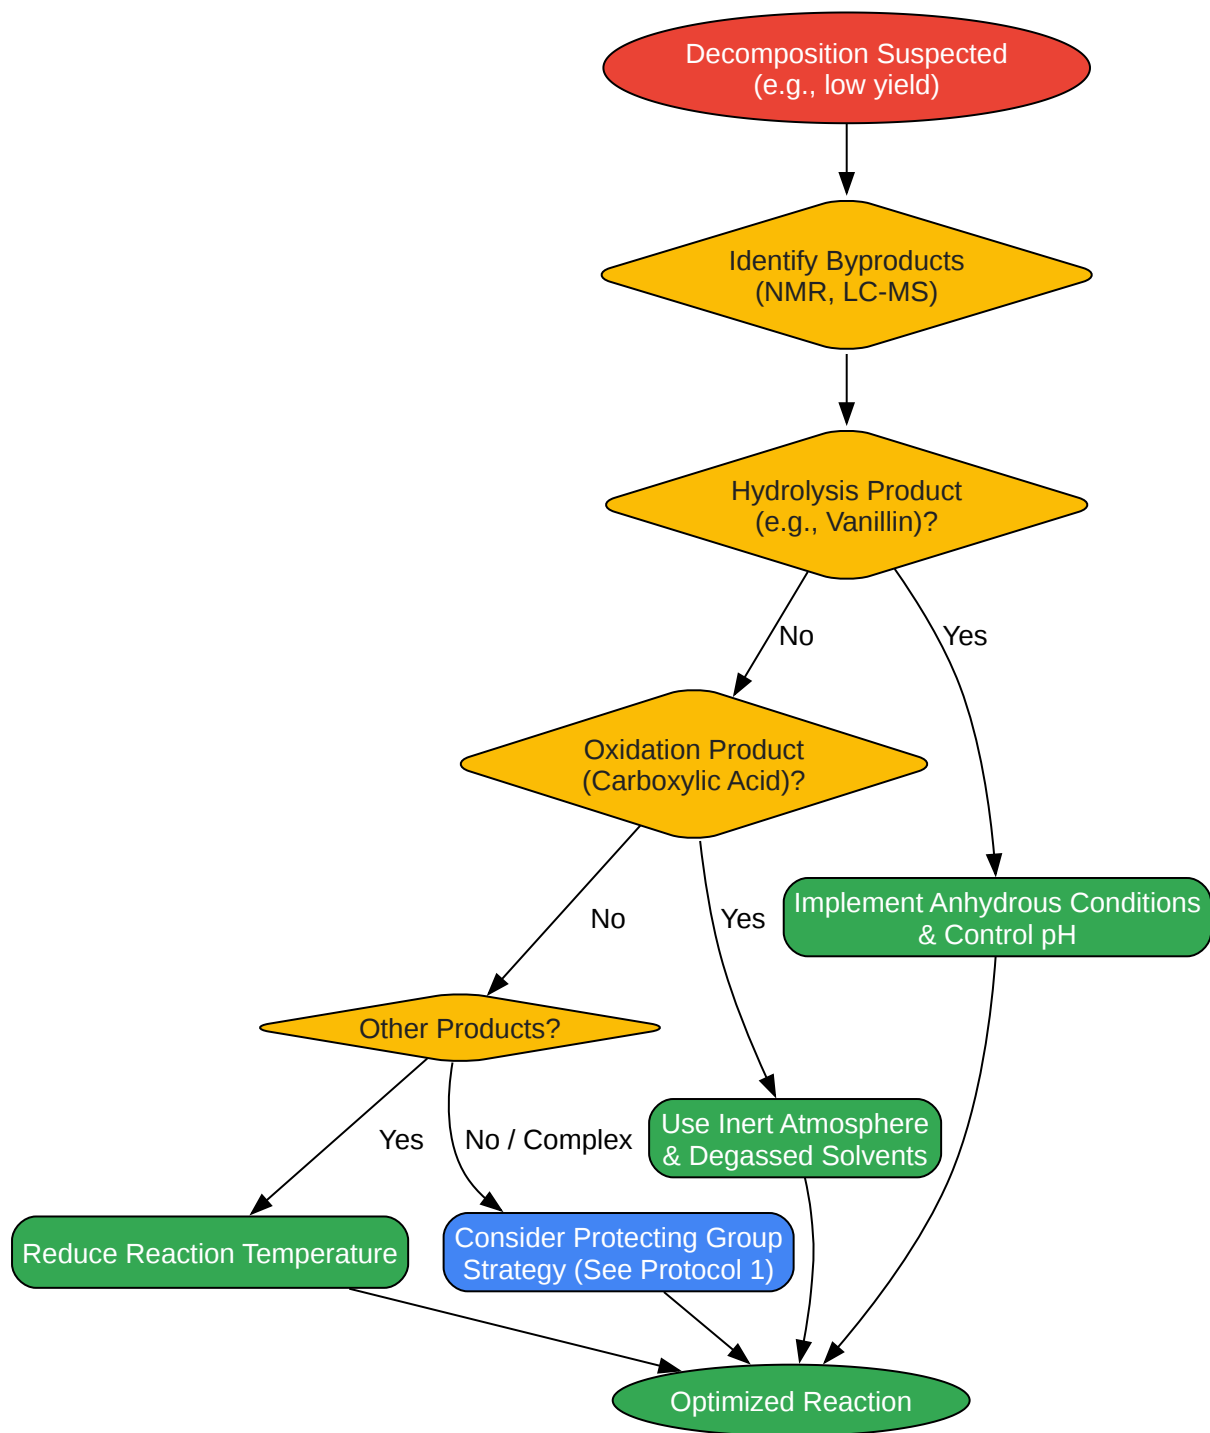 Decomposition Suspected
(e.g., low yield)
Identify Byproducts
(NMR, LC-MS)
Hydrolysis Product
(e.g., Vanillin)?
No
Yes
Oxidation Product
(Carboxylic Acid)?
Implement Anhydrous Conditions
& Control pH
No
Yes
Other Products?
Use Inert Atmosphere
& Degassed Solvents
Yes
No / Complex
Reduce Reaction Temperature
Consider Protecting Group
Strategy (See Protocol 1)
Optimized Reaction